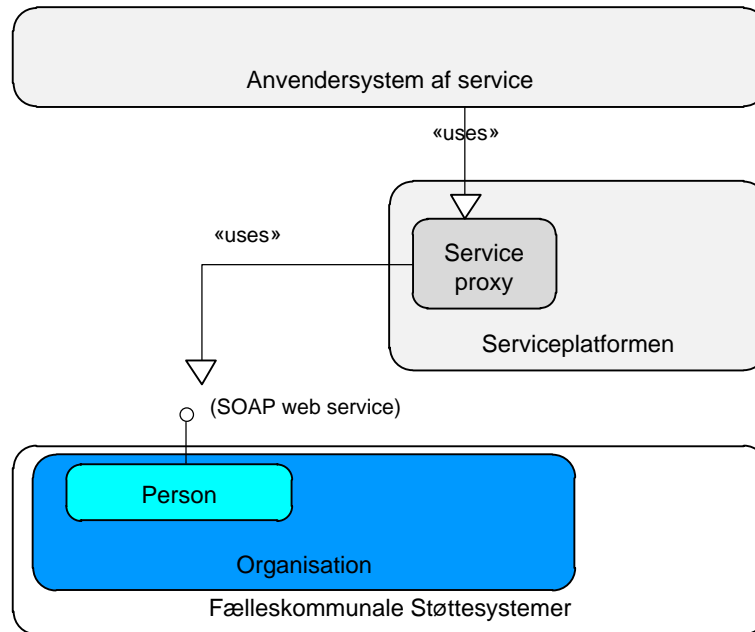 Anvendersystem af service
«uses»
«uses»
Service
proxy
Serviceplatformen
(SOAP web service)
Person
Organisation
Fælleskommunale Støttesystemer